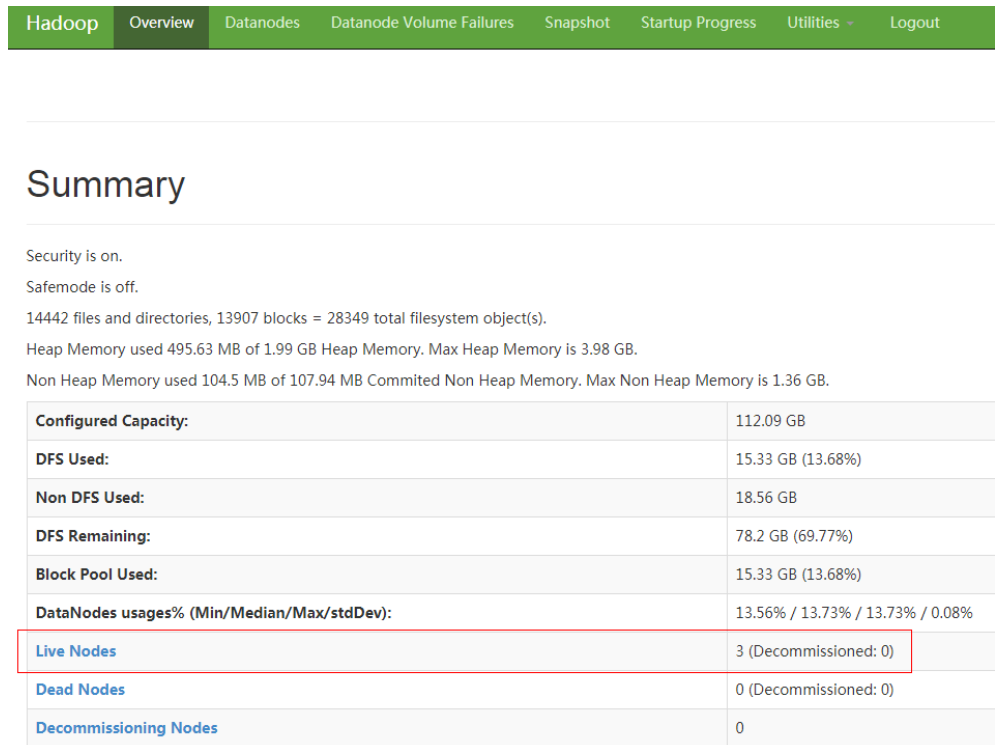 Hadoop Overview Datanodes Datanode Volume Failures Snapshot Startup Progress Utilities Logout
Summary
Security is on.
Safemode is off.
14442 files and directories, 13907 blocks = 28349 total filesystem object(s).
Heap Memory used 495.63 MB of 1.99 GB Heap Memory. Max Heap Memory is 3.98 GB.
Non Heap Memory used 104.5 MB of 107.94 MB Commited Non Heap Memory. Max Non Heap Memory is 1.36 GB.
Configured Capacity: 112.09 GB
DFS Used: 15.33 GB (13.68%)
Non DFS Used: 18.56 GB
DFS Remaining: 78.2 GB (69.77%)
Block Pool Used: 15.33 GB (13.68%)
DataNodes usages% (Min/Median/Max/stdDev): 13.56% / 13.73% / 13.73% / 0.08%
Live Nodes 3 (Decommissioned: 0)
Dead Nodes 0 (Decommissioned: 0)
Decommissioning Nodes 0